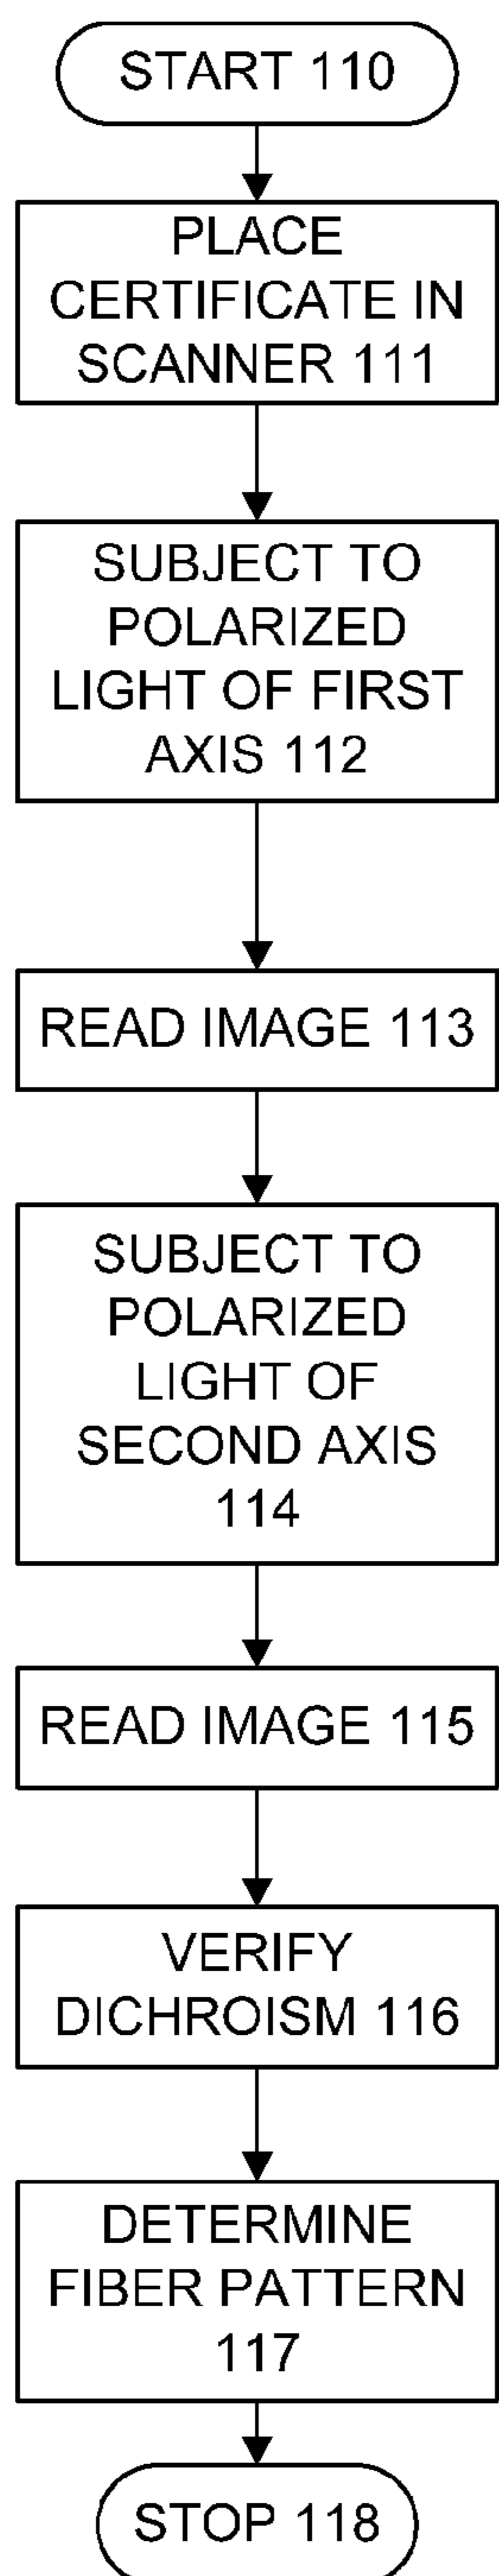 START 110
PLACE
CERTIFICATE IN
SCANNER 111
SUBJECT TO
POLARIZED
LIGHT OF FIRST
AXIS 112
READ IMAGE 113
SUBJECT TO
POLARIZED
LIGHT OF
SECOND AXIS
114
READ IMAGE 115
VERIFY
DICHROISM 116
DETERMINE
FIBER PATTERN
117
STOP 118